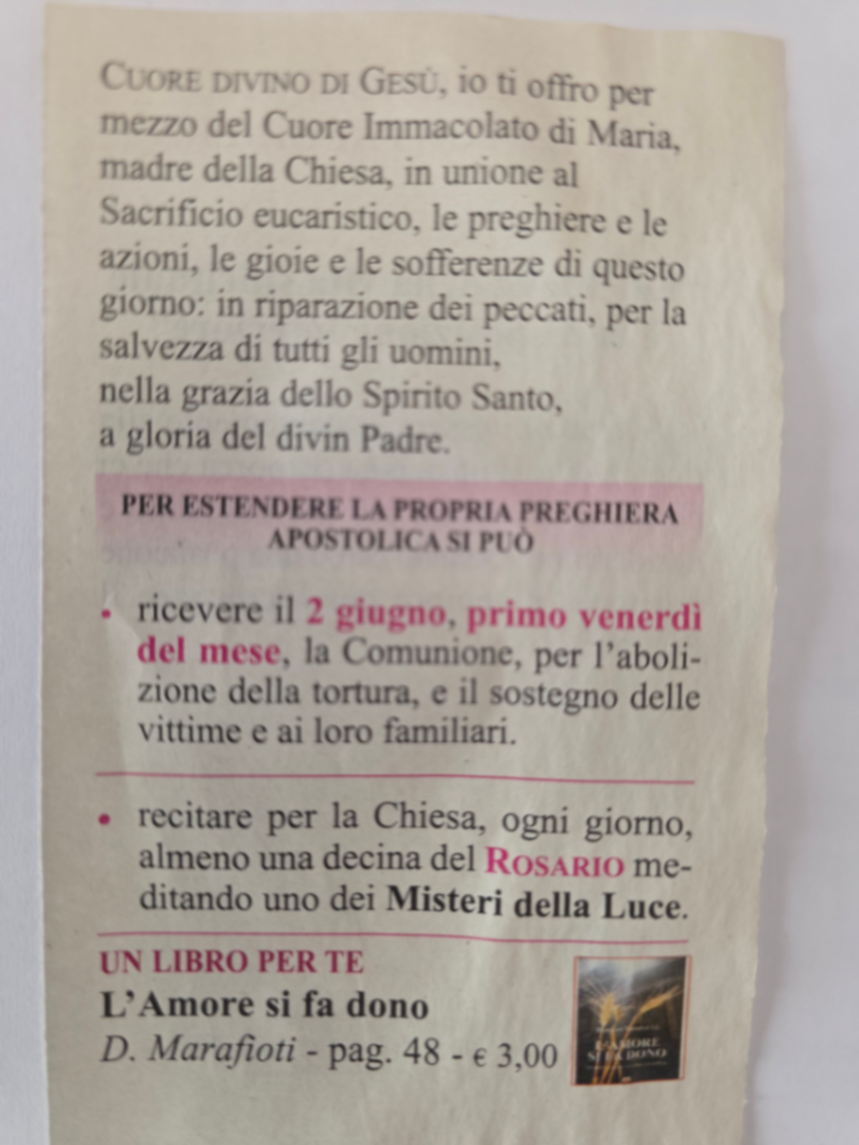 CUORE DIVINO DI GESÙ, io ti offro per
mezzo del Cuore Immacolato di Maria,
madre della Chiesa, in unione al
Sacrificio eucaristico, le preghiere e le
azioni, le gioie e le sofferenze di questo
giorno: in riparazione dei peccati, per la
salvezza di tutti gli uomini,
nella grazia dello Spirito Santo,
a gloria del divin Padre.
PER ESTENDERE LA PROPRIA PREGHIERA
APOSTOLICA SI PUÒ
• ricevere il 2 giugno, primo venerdì
del mese, la Comunione, per l'aboli-
zione della tortura, e il sostegno delle
vittime e ai loro familiari.
• recitare per la Chiesa, ogni giorno,
almeno una decina del ROSARIO me-
ditando uno dei Misteri della Luce.
UN LIBRO PER TE
L'Amore si fa dono
D. Marafioti - pag. 48 - € 3,00
L'AMORE
SI FA DONO